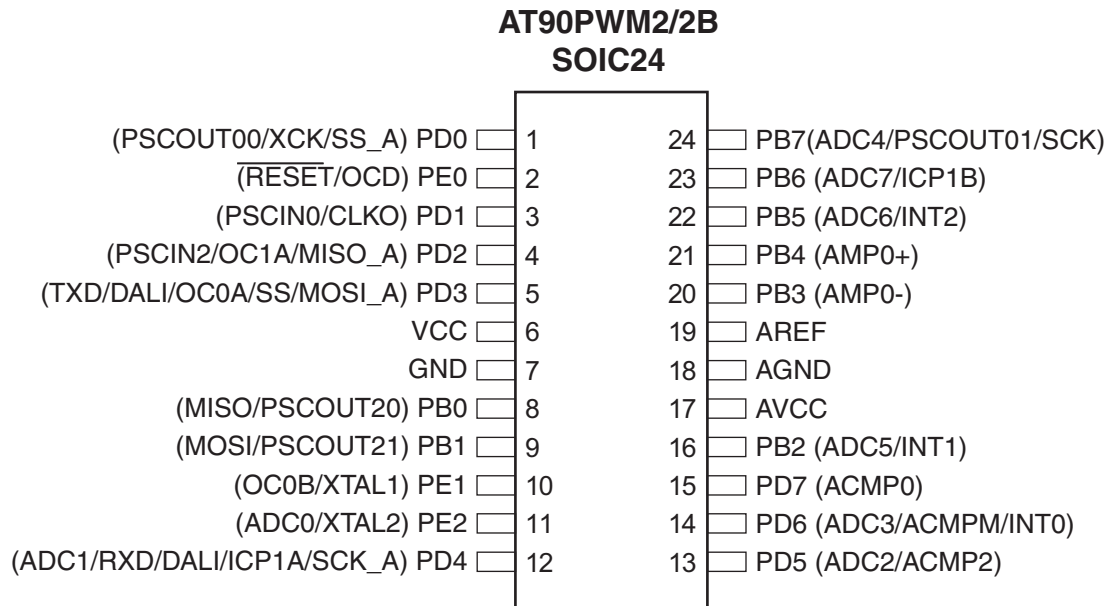 AT90PWM2/2B
SOIC24
(PSCOUT00/XCK/SS_A) PD0 1 24 PB7(ADC4/PSCOUT01/SCK)
(RESET/OCD) PE0 2 23 PB6 (ADC7/ICP1B)
(PSCIN0/CLKO) PD1 3 22 PB5 (ADC6/INT2)
(PSCIN2/OC1A/MISO_A) PD2 4 21 PB4 (AMP0+)
(TXD/DALI/OC0A/SS/MOSI_A) PD3 5 20 PB3 (AMP0-)
VCC 6 19 AREF
GND 7 18 AGND
(MISO/PSCOUT20) PB0 8 17 AVCC
(MOSI/PSCOUT21) PB1 9 16 PB2 (ADC5/INT1)
(OC0B/XTAL1) PE1 10 15 PD7 (ACMP0)
(ADC0/XTAL2) PE2 11 14 PD6 (ADC3/ACMPM/INT0)
(ADC1/RXD/DALI/ICP1A/SCK_A) PD4 12 13 PD5 (ADC2/ACMP2)